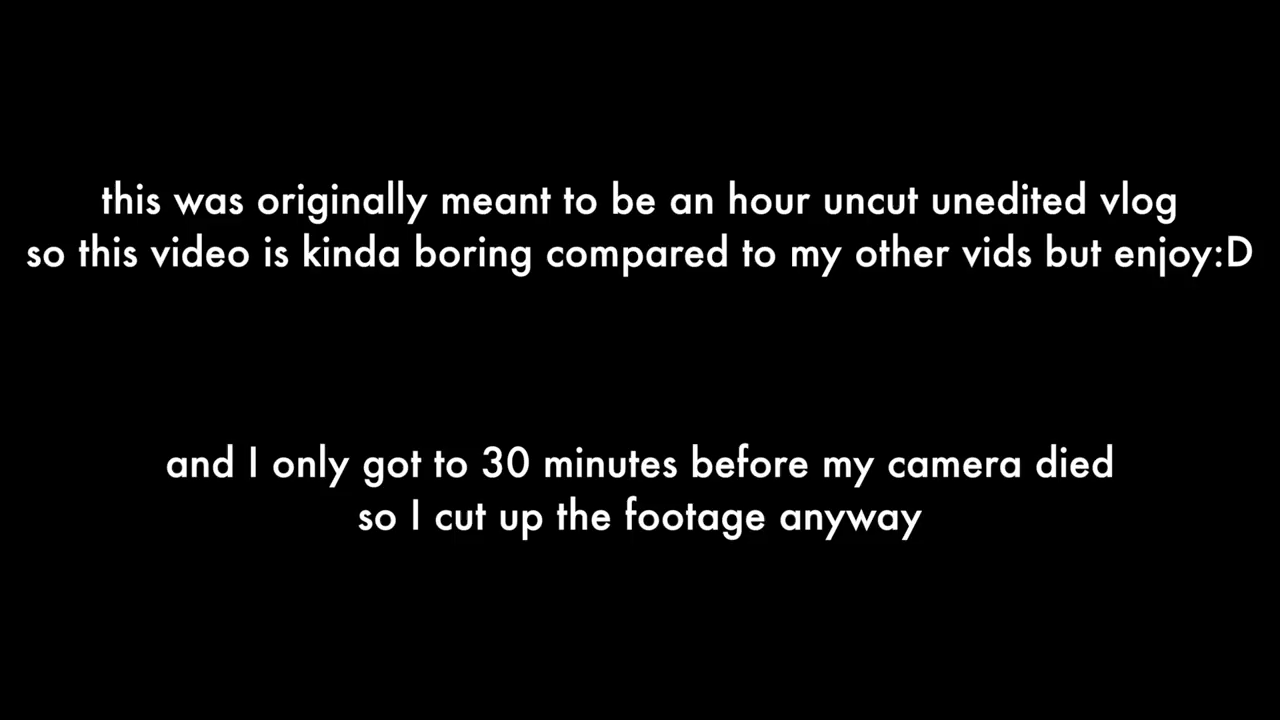 this was originally meant to be an hour uncut unedited vlog
so this video is kinda boring compared to my other vids but enjoy:D
and I only got to 30 minutes before my camera died
so I cut up the footage anyway